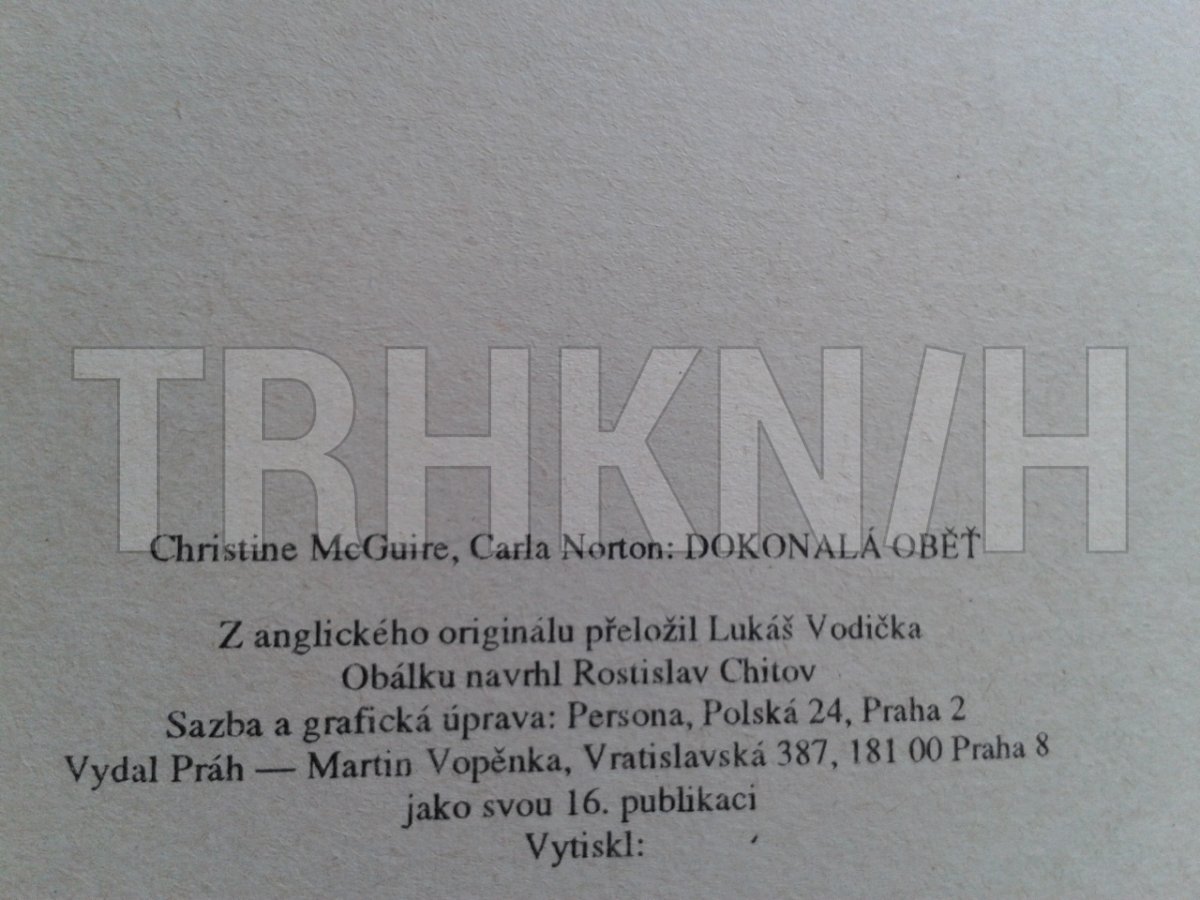 TRHKN/H
Christine McGuire, Carla Norton: DOKONALÁ OBĚŤ
Z anglického originálu přeložil Lukáš Vodička
Obálku navrhl Rostislav Chitov
Sazba a grafická úprava: Persona, Polská 24, Praha 2
Vydal Práh — Martin Vopěnka, Vratislavská 387, 181 00 Praha 8
jako svou 16. publikaci
Vytiskl: